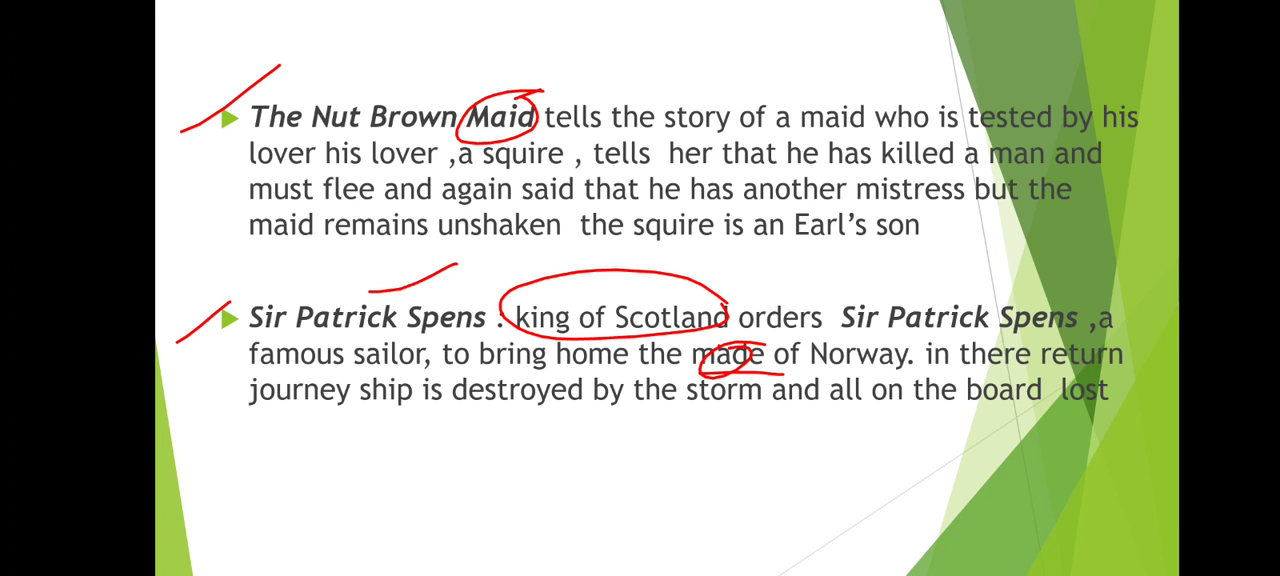 The Nut Brown Maid tells the story of a maid who is tested by his
lover his lover ,a squire , tells her that he has killed a man and
must flee and again said that he has another mistress but the
maid remains unshaken the squire is an Earl’s son
Sir Patrick Spens : king of Scotland orders Sir Patrick Spens ,a
famous sailor, to bring home the made of Norway. in there return
journey ship is destroyed by the storm and all on the board lost